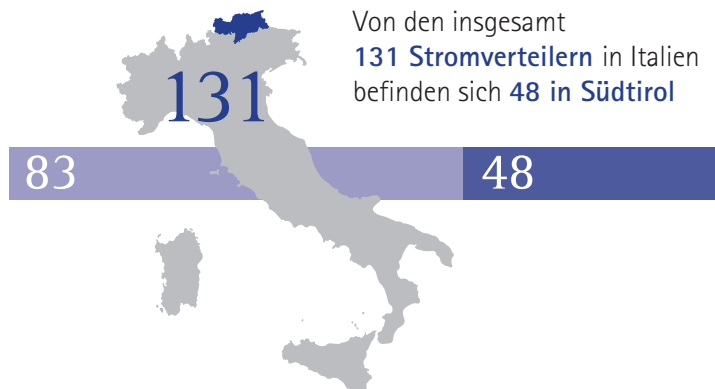 Von den insgesamt
131 Stromverteilern in Italien
befinden sich 48 in Südtirol
131
83
48